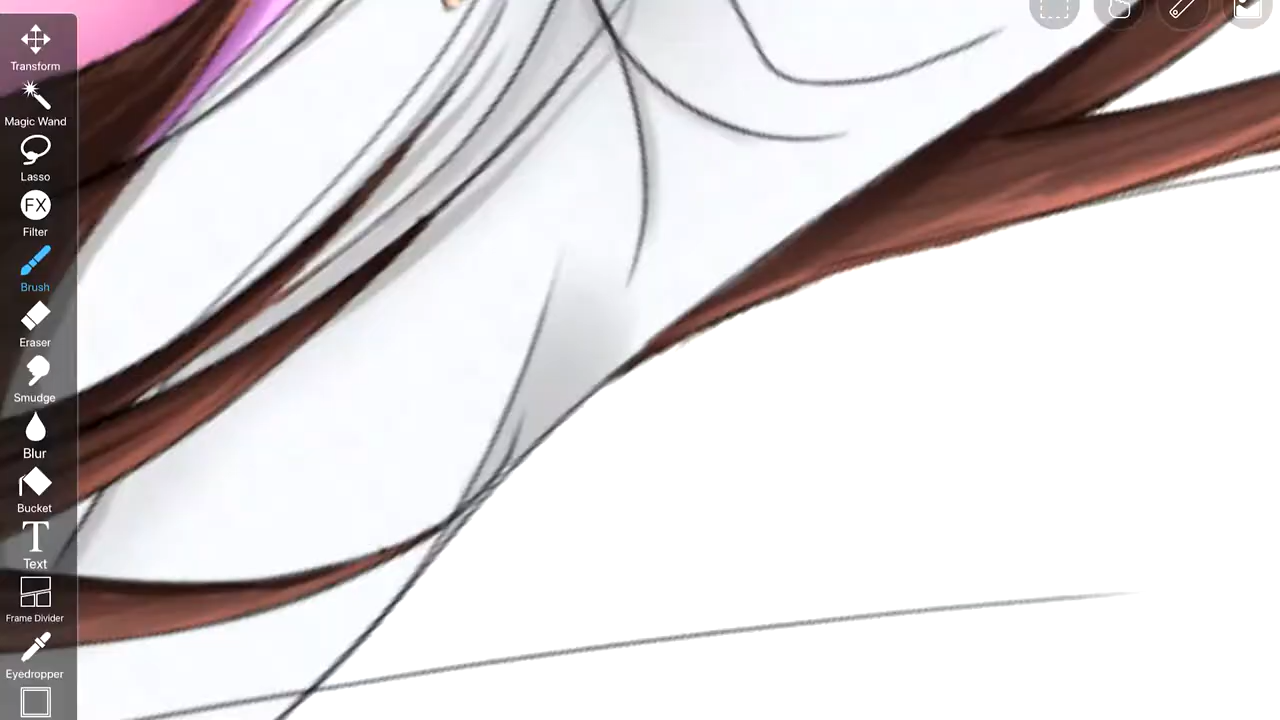 Transform
Magic Wand
Lasso
FX
Filter
Brush
Eraser
Smudge
Blur
Bucket
T
Text
Frame Divider
Eyedropper